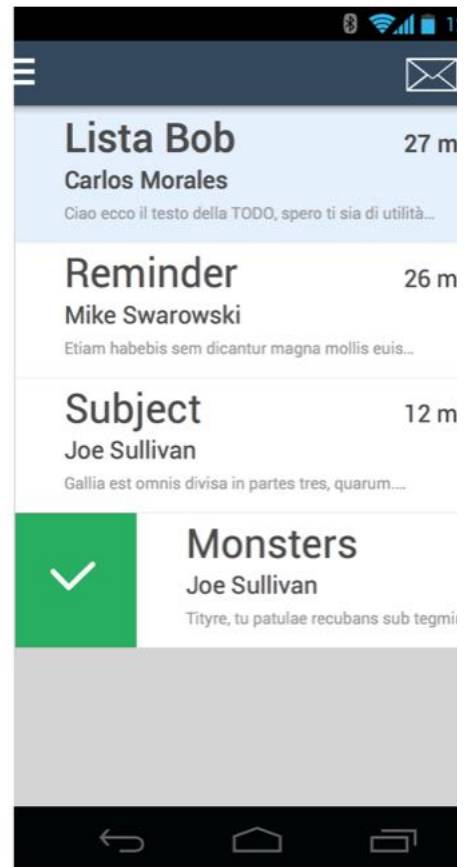 Lista Bob
27 m
Carlos Morales
Ciao ecco il testo della TODO, spero ti sia di utilità...
Reminder
26 m
Mike Swarowski
Etiam habebis sem dicantur magna mollis euis...
Subject
12 m
Joe Sullivan
Gallia est omnis divisa in partes tres, quarum....
Monsters
Joe Sullivan
Tityre, tu patulae recubans sub